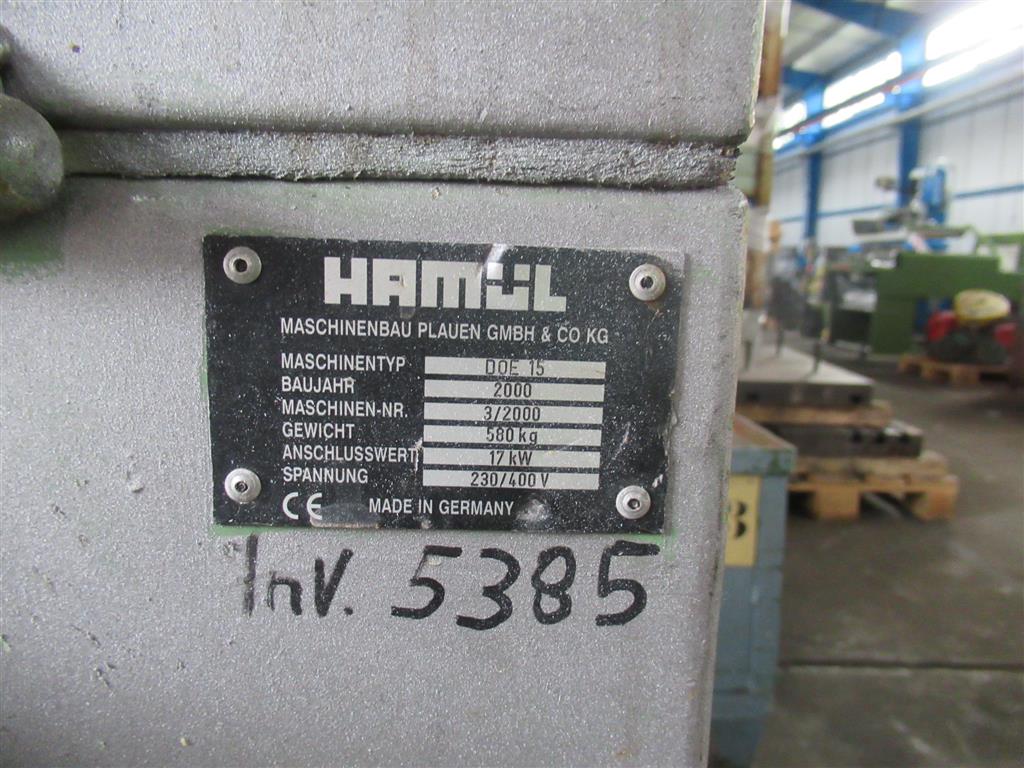 HAMÜL
MASCHINENBAU PLAUEN GMBH & CO KG
MASCHINENTYP DOE 15
BAUJAHR 2000
MASCHINEN-NR. 3/2000
GEWICHT 580 kg
ANSCHLUSSWERT 17 kW
SPANNUNG 230/400 V
CE MADE IN GERMANY
Inv. 5385
B